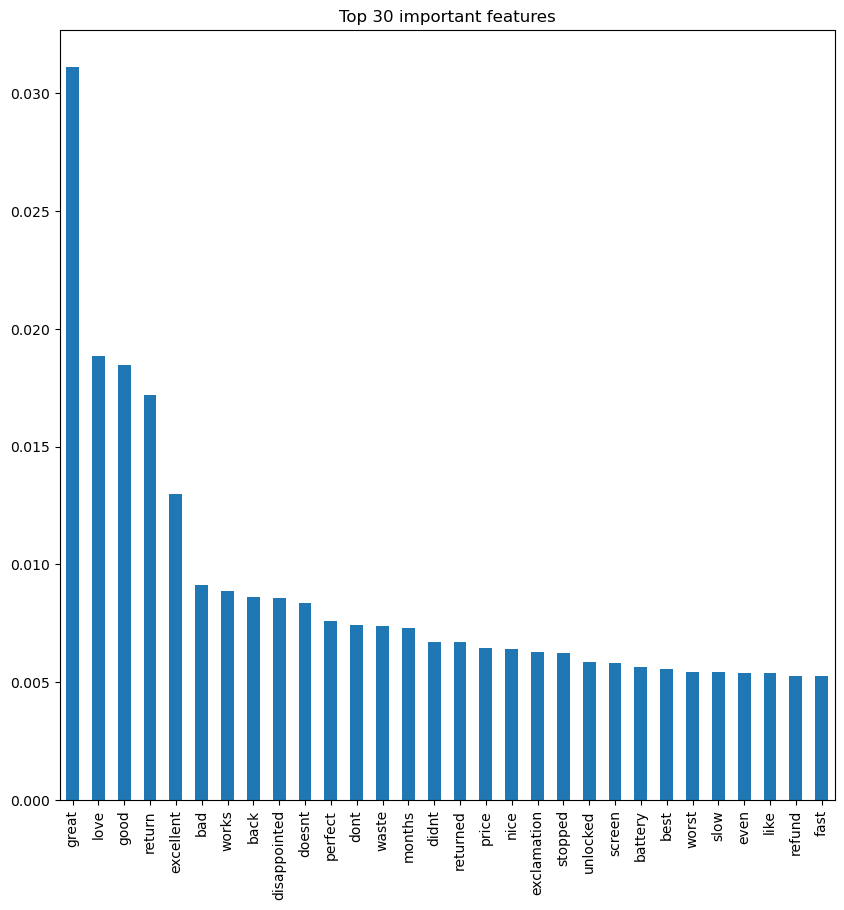 Top 30 important features
0.030
0.025
0.020
0.015
0.010
0.005
0.000
great
love
good
return
excellent
bad
works
back
disappointed
doesnt
perfect
dont
waste
months
didnt
returned
price
nice
exclamation
stopped
unlocked
screen
battery
best
worst
slow
even
like
refund
fast